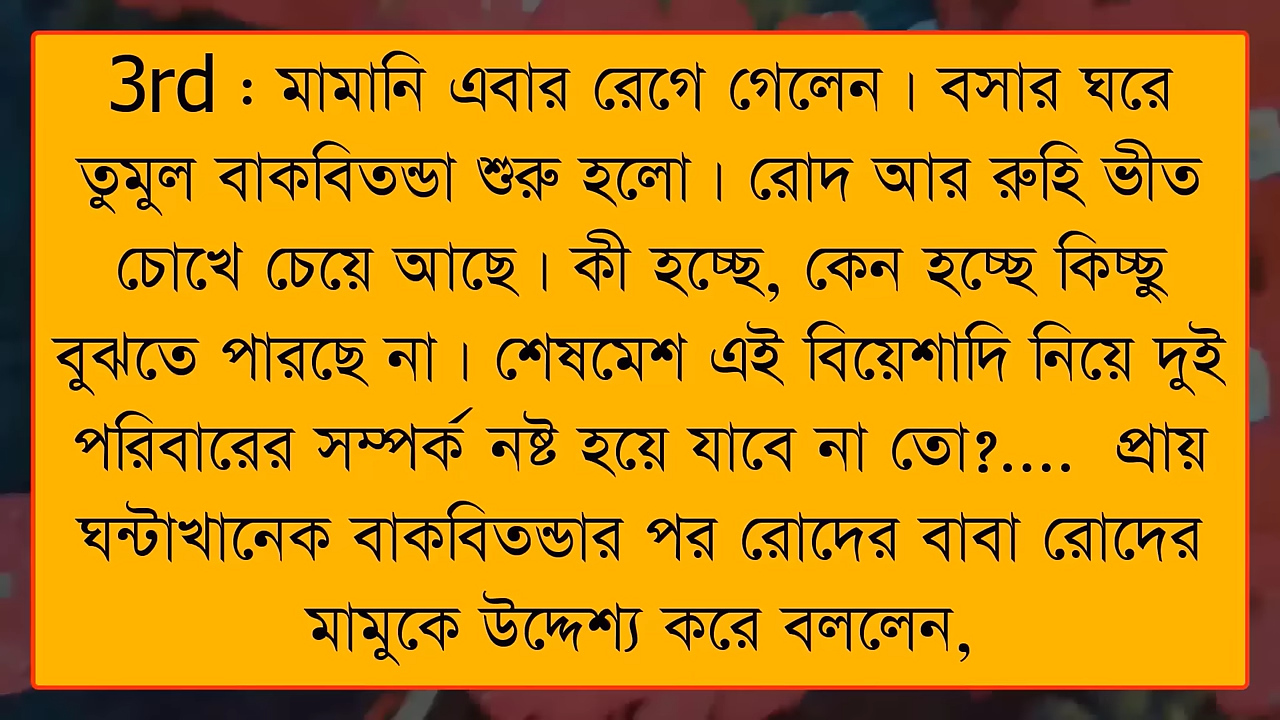 3rd : মামানি এবার রেগে গেলেন। বসার ঘরে
তুমুল বাকবিতন্ডা শুরু হলো। রোদ আর রুহি ভীত
চোখে চেয়ে আছে। কী হচ্ছে, কেন হচ্ছে কিচ্ছু
বুঝতে পারছে না। শেষমেশ এই বিয়েশাদি নিয়ে দুই
পরিবারের সম্পর্ক নষ্ট হয়ে যাবে না তো?.... প্রায়
ঘন্টাখানেক বাকবিতন্ডার পর রোদের বাবা রোদের
মামুকে উদ্দেশ্য করে বললেন,